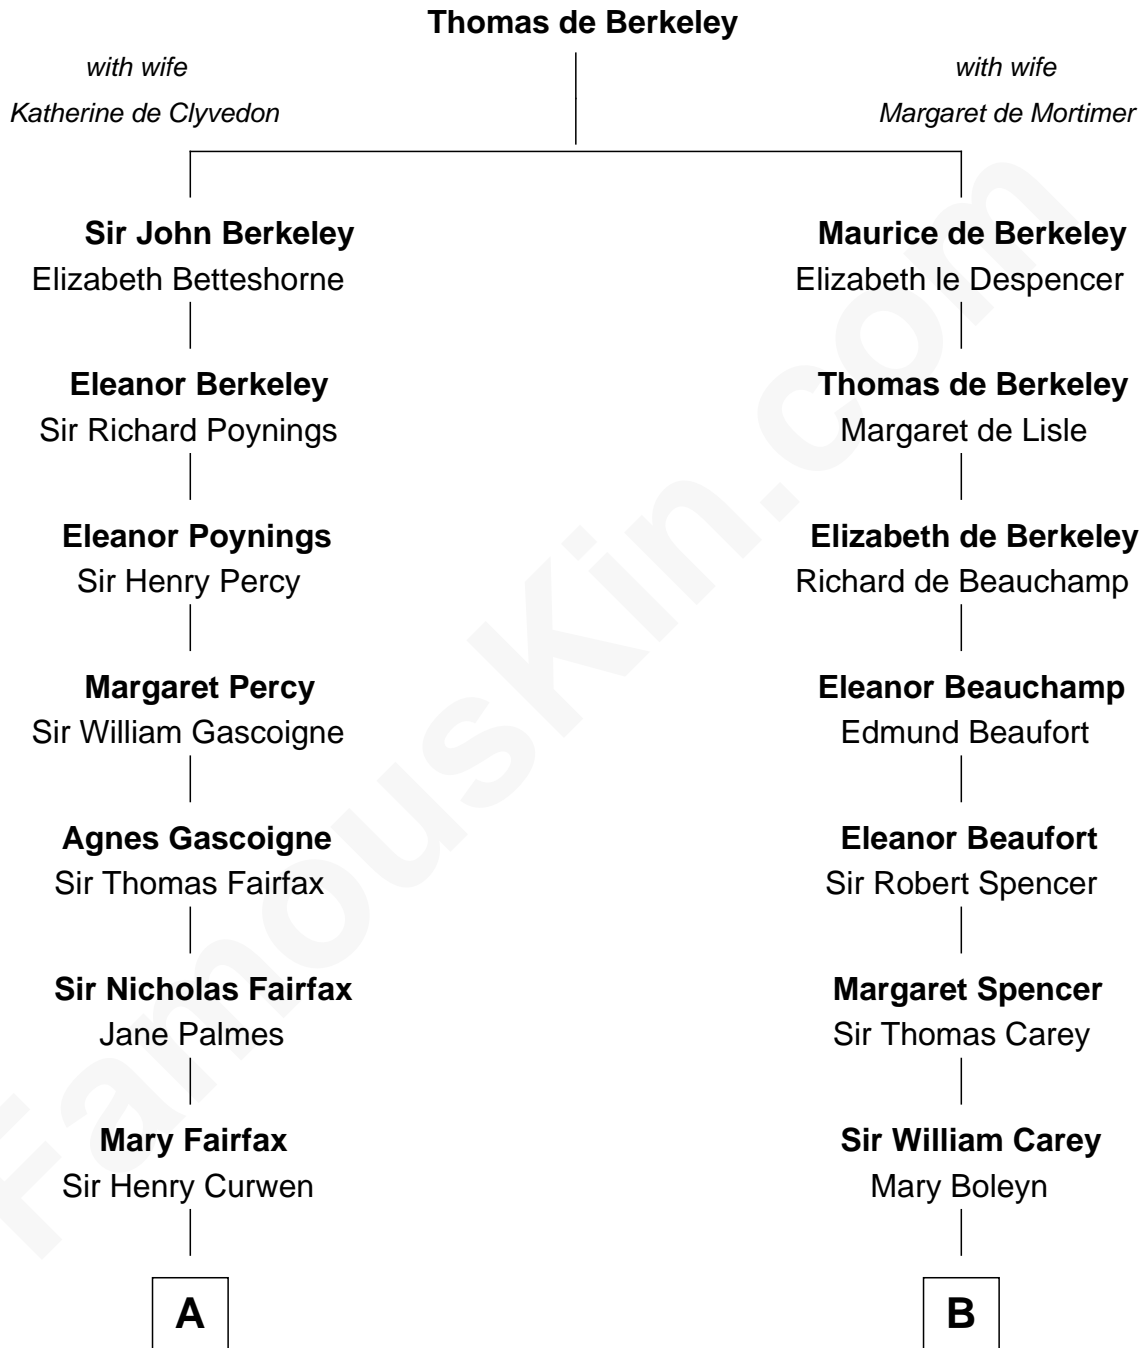 Thomas de Berkeley
with wife
Katherine de Clyvedon
with wife
Margaret de Mortimer
Sir John Berkeley
Elizabeth Betteshorne
Maurice de Berkeley
Elizabeth le Despencer
Eleanor Berkeley
Sir Richard Poynings
Thomas de Berkeley
Margaret de Lisle
Eleanor Poynings
Sir Henry Percy
Elizabeth de Berkeley
Richard de Beauchamp
Margaret Percy
Sir William Gascoigne
Eleanor Beauchamp
Edmund Beaufort
Agnes Gascoigne
Sir Thomas Fairfax
Eleanor Beaufort
Sir Robert Spencer
Sir Nicholas Fairfax
Jane Palmes
Margaret Spencer
Sir Thomas Carey
Mary Fairfax
Sir Henry Curwen
Sir William Carey
Mary Boleyn
A
B
FamousKin.com